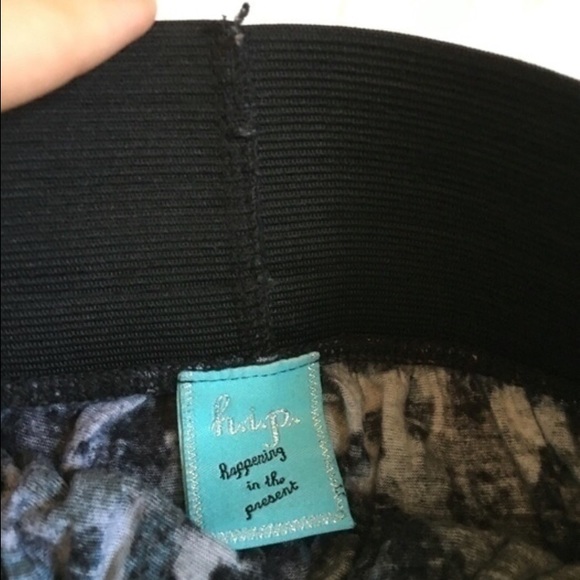 h.i.p.
happening
in the
present